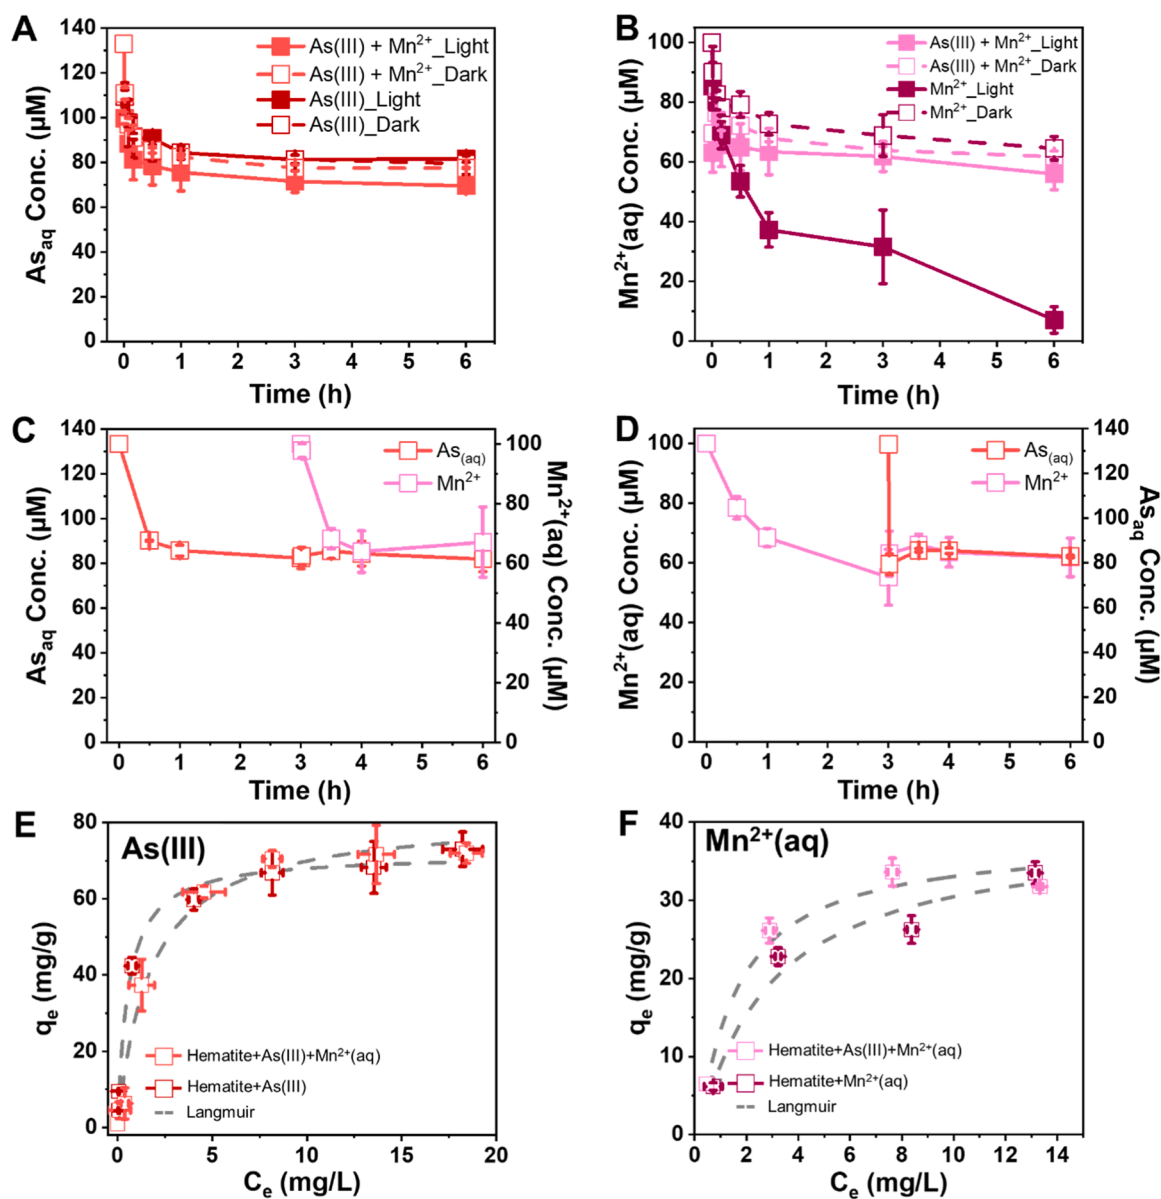 A
As_aq Conc. (μM)
140
120
100
80
60
40
20
0
As(III) + Mn²⁺_Light
As(III) + Mn²⁺_Dark
As(III)_Light
As(III)_Dark
0 1 2 3 4 5 6
Time (h)
B
Mn²⁺(aq) Conc. (μM)
100
80
60
40
20
0
As(III) + Mn²⁺_Light
As(III) + Mn²⁺_Dark
Mn²⁺_Light
Mn²⁺_Dark
0 1 2 3 4 5 6
Time (h)
C
As_aq Conc. (μM)
140
120
100
80
60
40
20
0
As(aq)
Mn²⁺
100
80
60
40
20
0
Mn²⁺(aq) Conc. (μM)
0 1 2 3 4 5 6
Time (h)
D
Mn²⁺(aq) Conc. (μM)
100
80
60
40
20
0
As(aq)
Mn²⁺
140
120
100
80
60
40
20
0
As_aq Conc. (μM)
0 1 2 3 4 5 6
Time (h)
E
As(III)
q_e (mg/g)
80
60
40
20
0
Hematite+As(III)+Mn²⁺(aq)
Hematite+As(III)
Langmuir
0 5 10 15 20
C_e (mg/L)
F
Mn²⁺(aq)
q_e (mg/g)
40
30
20
10
0
Hematite+As(III)+Mn²⁺(aq)
Hematite+Mn²⁺(aq)
Langmuir
0 2 4 6 8 10 12 14
C_e (mg/L)